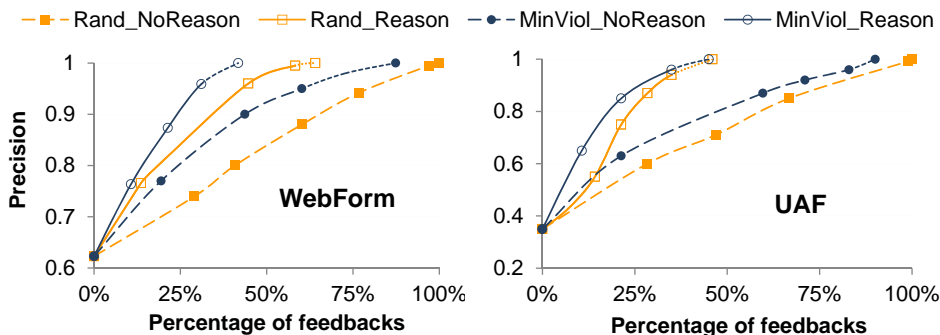 Rand_NoReason Rand_Reason MinViol_NoReason MinViol_Reason
Precision
1
0.9
0.8
0.7
0.6
WebForm
0% 25% 50% 75% 100%
Percentage of feedbacks
1
0.8
0.6
0.4
0.2
UAF
0% 25% 50% 75% 100%
Percentage of feedbacks